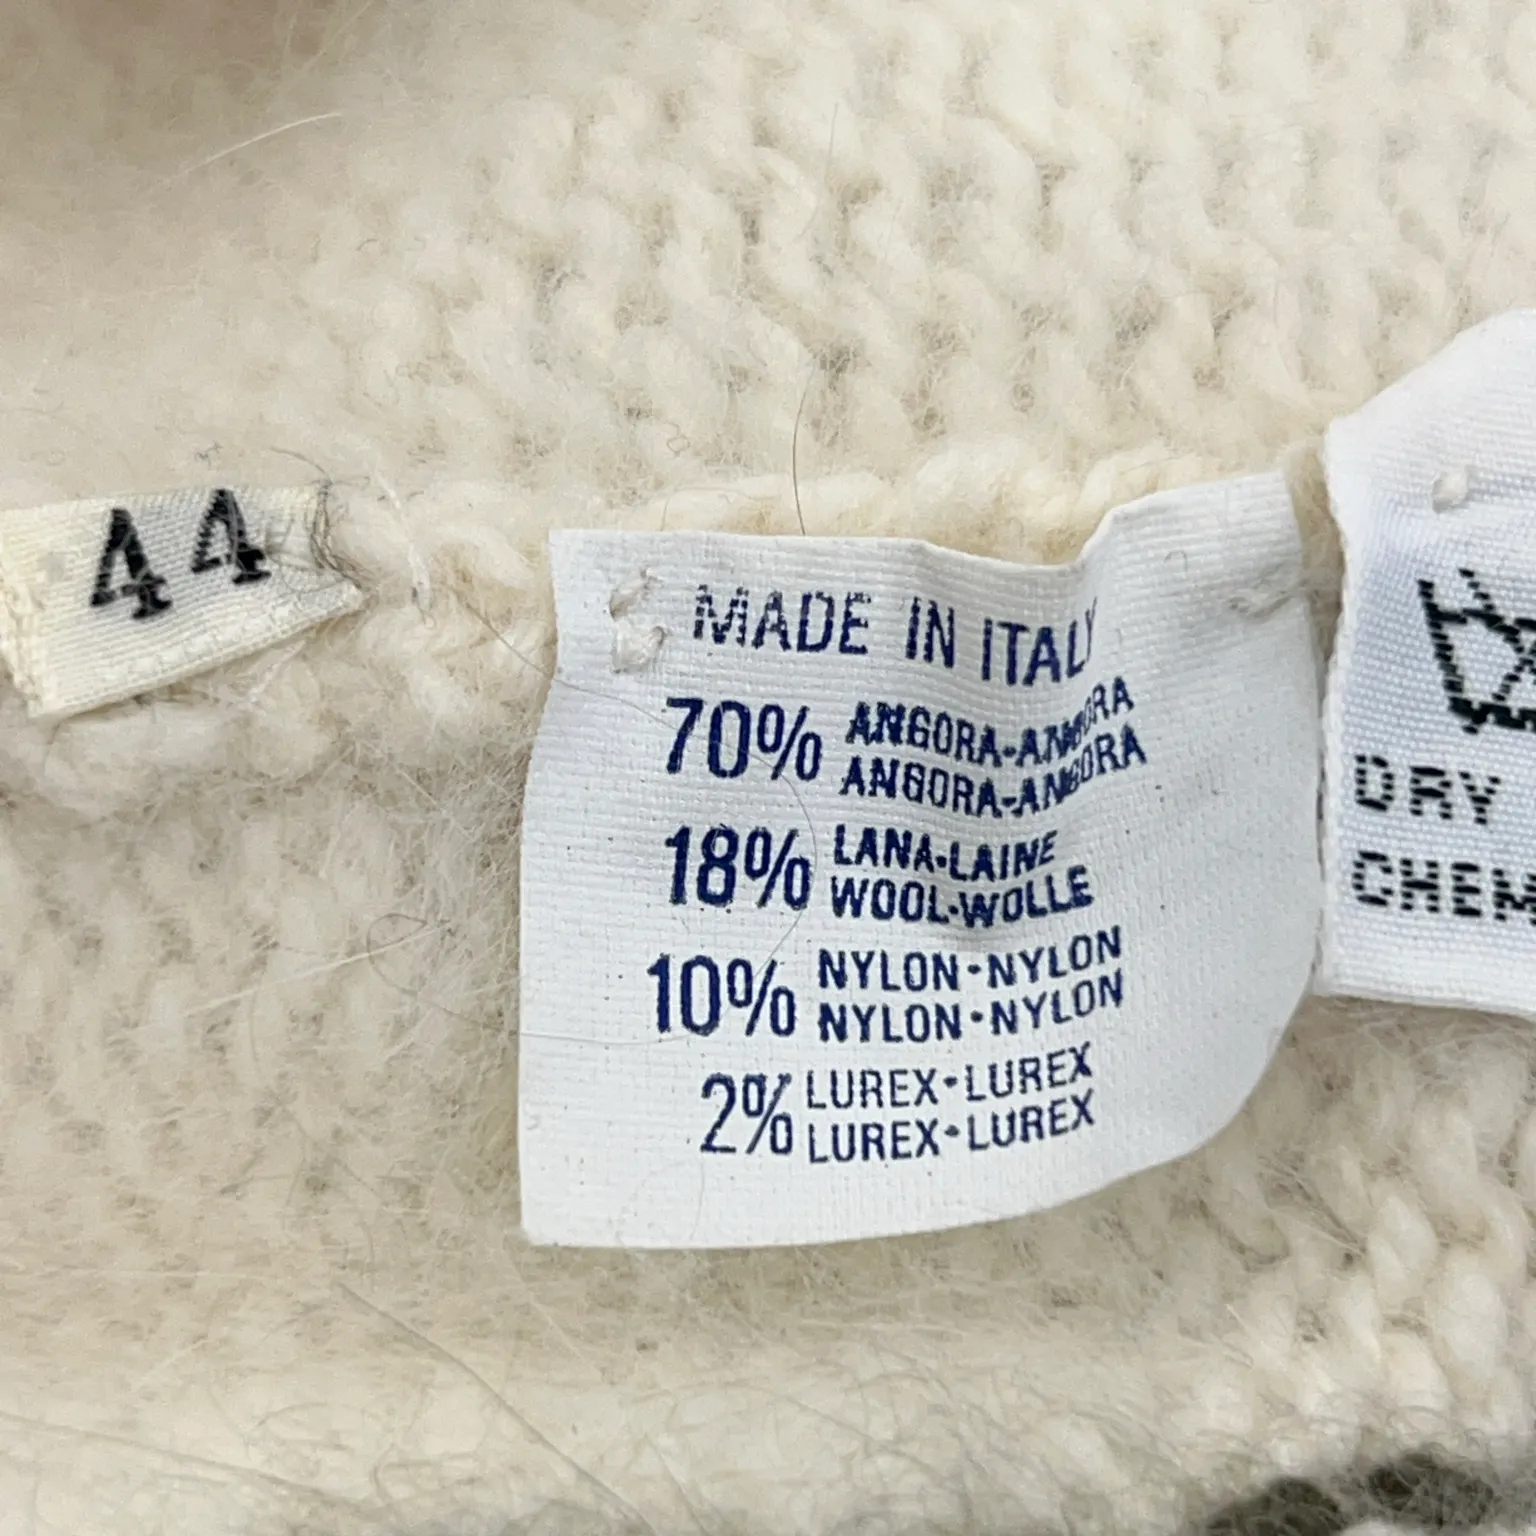 44
MADE IN ITALY
70% ANGORA-ANGORA
ANGORA-ANGORA
18% LANA-LAINE
WOOL-WOLLE
10% NYLON-NYLON
NYLON-NYLON
2% LUREX-LUREX
LUREX-LUREX
DRY
CHEM